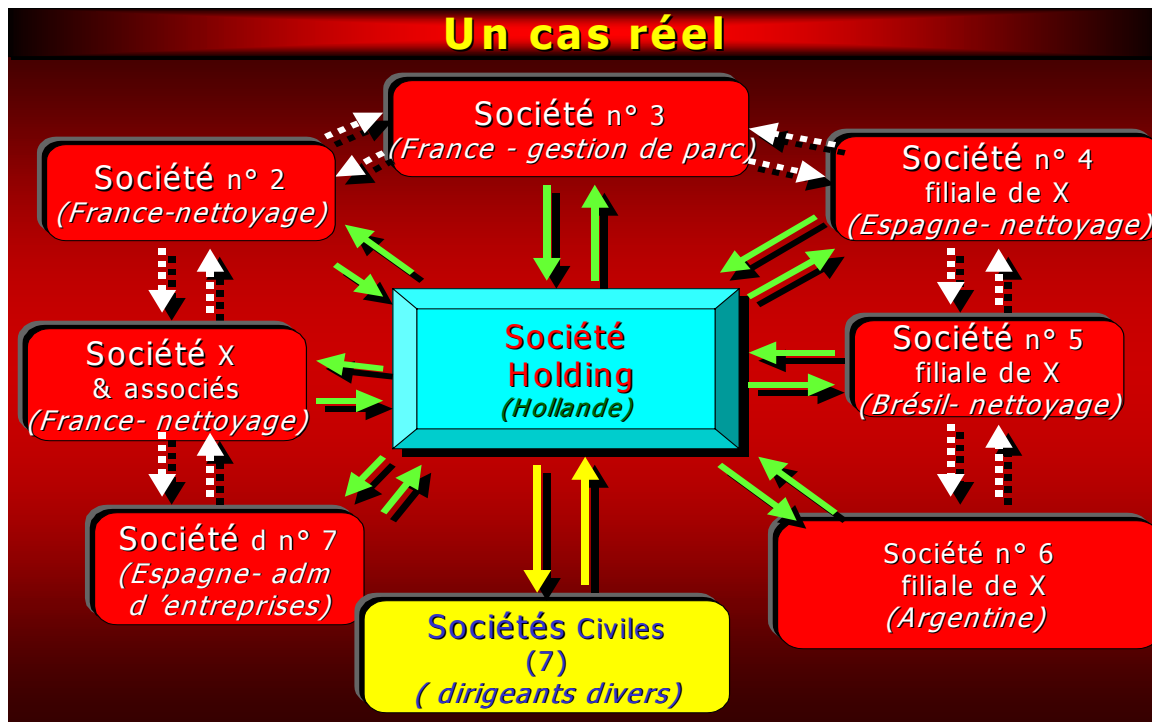 Un cas réel
Société n° 3
(France - gestion de parc)
Société n° 2
(France-nettoyage)
Société n° 4
filiale de X
(Espagne- nettoyage)
Société X
& associés
(France- nettoyage)
Société
Holding
(Hollande)
Société n° 5
filiale de X
(Brésil- nettoyage)
Société d n° 7
(Espagne- adm
d ’entreprises)
Sociétés Civiles
(7)
( dirigeants divers)
Société n° 6
filiale de X
(Argentine)